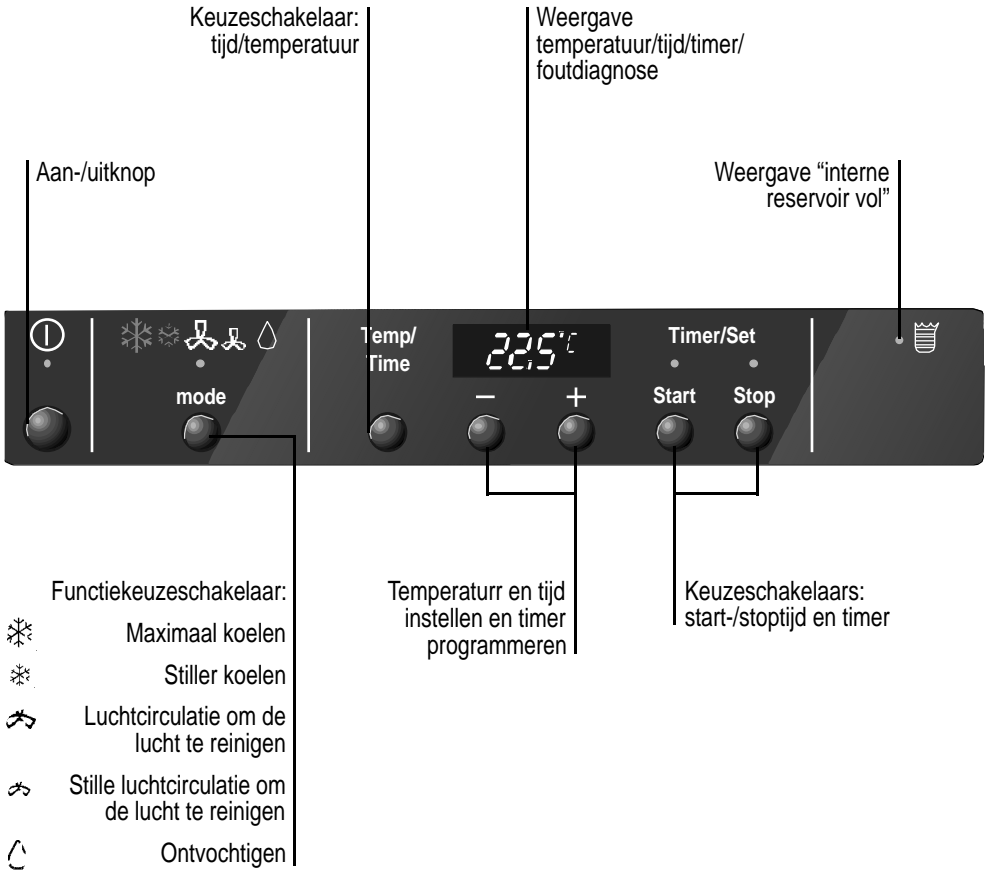 Keuzeschakelaar:
tijd/temperatuur
Weergave
temperatuur/tijd/timer/
foutdiagnose
Aan-/uitknop
Weergave “interne
reservoir vol”
Temp/
Time
22,5°C
Timer/Set
mode
− +
Start Stop
Functiekeuzeschakelaar:
Maximaal koelen
Stiller koelen
Luchtcirculatie om de
lucht te reinigen
Stille luchtcirculatie om
de lucht te reinigen
Ontvochtigen
Temperaturr en tijd
instellen en timer
programmeren
Keuzeschakelaars:
start-/stoptijd en timer